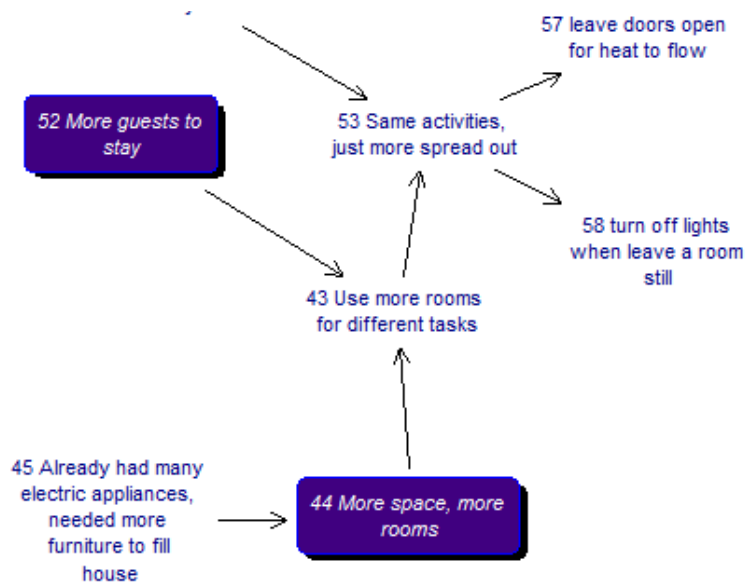 57 leave doors open
for heat to flow
52 More guests to
stay
53 Same activities,
just more spread out
58 turn off lights
when leave a room
still
43 Use more rooms
for different tasks
45 Already had many
electric appliances,
needed more
furniture to fill
house
44 More space, more
rooms